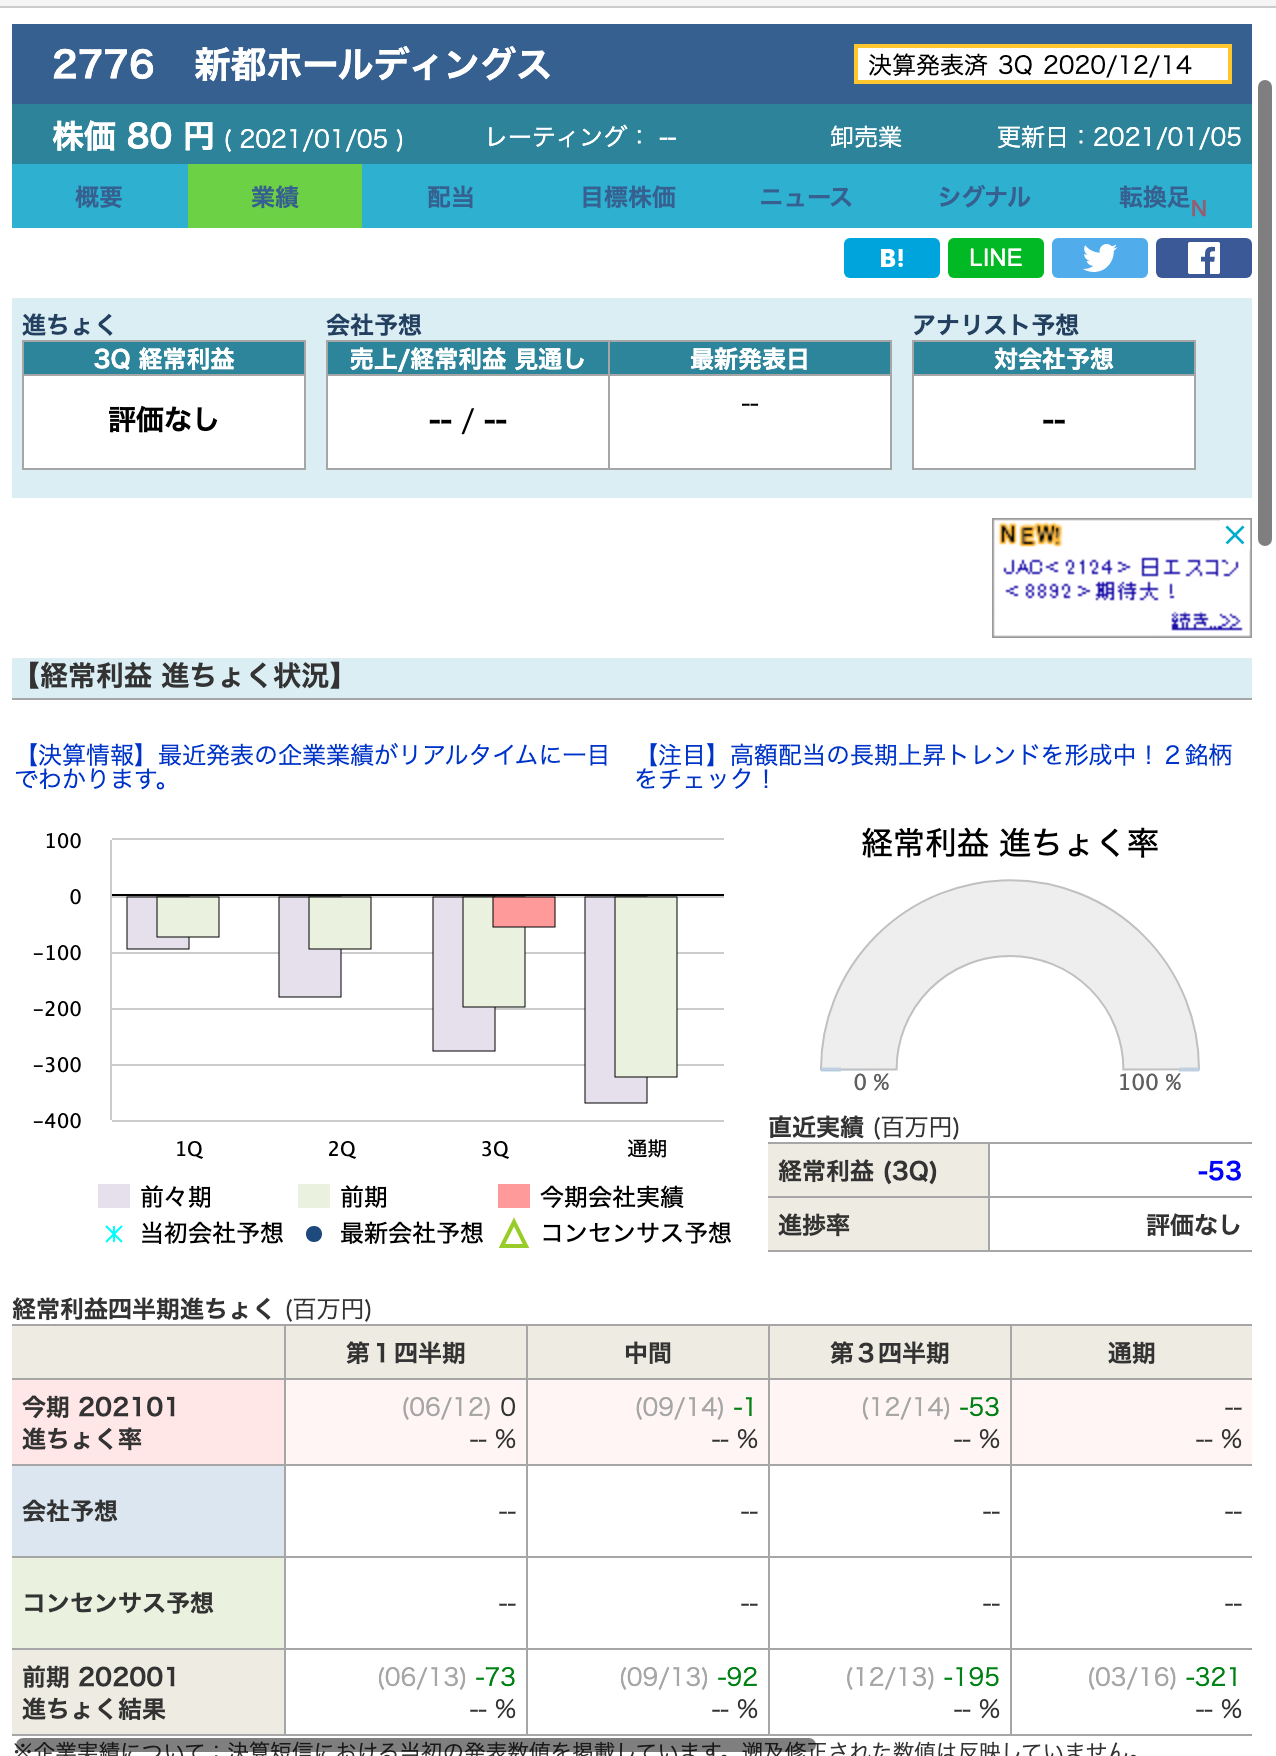 2776 新都ホールディングス
決算発表済 3Q 2020/12/14
株価 80 円 ( 2021/01/05 ) レーティング： -- 卸売業 更新日：2021/01/05
概要 業績 配当 目標株価 ニュース シグナル 転換足N
B! LINE
進ちょく 会社予想 アナリスト予想
3Q 経常利益 売上/経常利益 見通し 最新発表日 対会社予想
評価なし -- / -- -- --
NEW!
JAC<2124> 日エスコン
<8892>期待大！
続き..>>
【経常利益 進ちょく状況】
【決算情報】最近発表の企業業績がリアルタイムに一目
でわかります。
【注目】高額配当の長期上昇トレンドを形成中！２銘柄
をチェック！
経常利益 進ちょく率
100
0
-100
-200
-300
-400
1Q 2Q 3Q 通期
前々期 前期 今期会社実績
当初会社予想 最新会社予想 コンセンサス予想
0 % 100 %
直近実績 (百万円)
経常利益 (3Q) -53
進捗率 評価なし
経常利益四半期進ちょく (百万円)
第１四半期 中間 第３四半期 通期
今期 202101 (06/12) 0 (09/14) -1 (12/14) -53 --
進ちょく率 -- % -- % -- % -- %
会社予想 -- -- -- --
コンセンサス予想 -- -- -- --
前期 202001 (06/13) -73 (09/13) -92 (12/13) -195 (03/16) -321
進ちょく結果 -- % -- % -- % -- %
※企業実績について：決算短信における当初の発表数値を掲載しています。遡及修正された数値は反映していません。